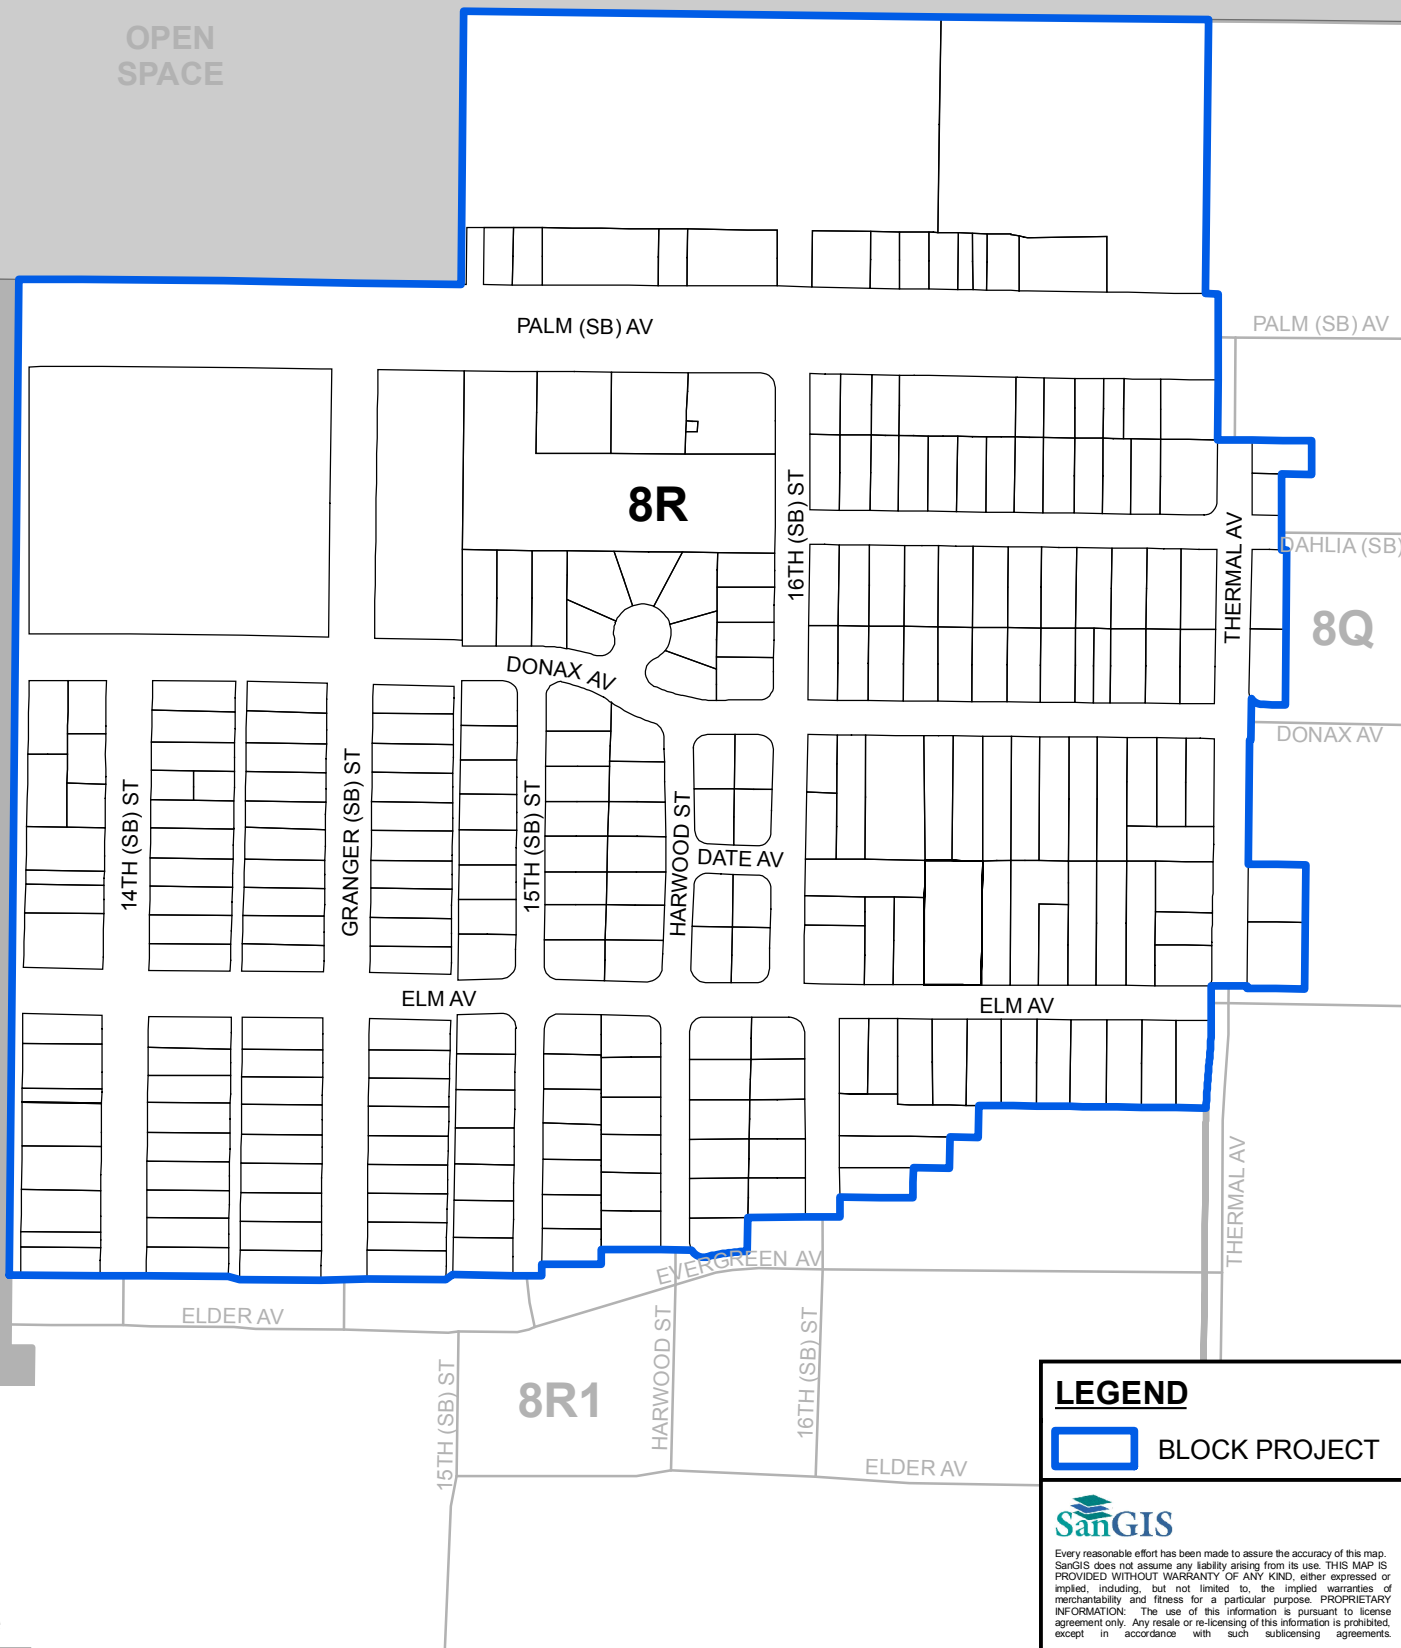 OPEN
SPACE
PALM (SB) AV
PALM (SB) AV
8R
16TH (SB) ST
THERMAL AV
DAHLIA (SB)
8Q
DONAX AV
DONAX AV
14TH (SB) ST
GRANGER (SB) ST
15TH (SB) ST
HARWOOD ST
DATE AV
ELM AV
ELM AV
THERMAL AV
EVERGREEN AV
ELDER AV
15TH (SB) ST
8R1
HARWOOD ST
16TH (SB) ST
ELDER AV
LEGEND
BLOCK PROJECT
SanGIS
Every reasonable effort has been made to assure the accuracy of this map.
SanGIS does not assume any liability arising from its use. THIS MAP IS
PROVIDED WITHOUT WARRANTY OF ANY KIND, either expressed or
implied, including, but not limited to, the implied warranties of
merchantability and fitness for a particular purpose. PROPRIETARY
INFORMATION: The use of this information is pursuant to license
agreement only. Any resale or re-licensing of this information is prohibited,
except in accordance with such sublicensing agreements.